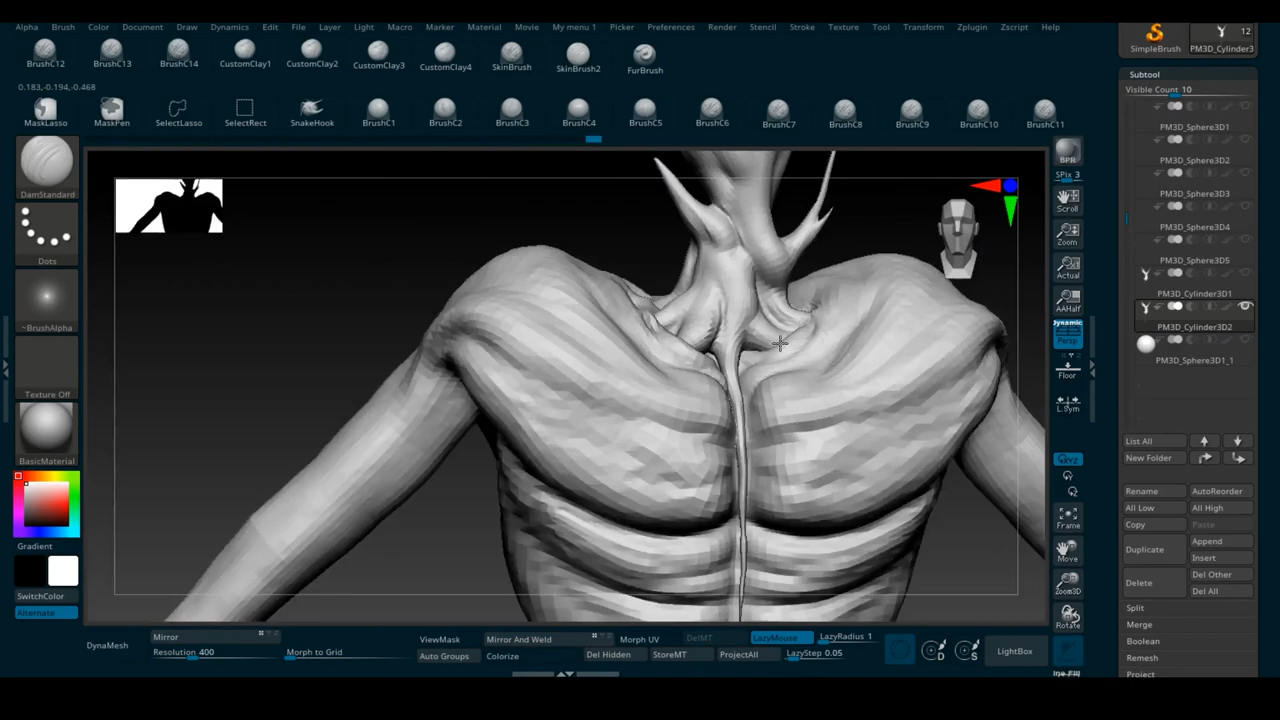 Alpha Brush Color Document Draw Dynamics Edit File Layer Light Macro Marker Material Movie My menu 1 Picker Preferences Render Stencil Stroke Texture Tool Transform Zplugin Zscript Help
BrushC12 BrushC13 BrushC14 CustomClay1 CustomClay2 CustomClay3 CustomClay4 SkinBrush SkinBrush2 FurBrush
0.183,-0.194,-0.468
MaskLasso MaskPen SelectLasso SelectRect SnakeHook BrushC1 BrushC2 BrushC3 BrushC4 BrushC5 BrushC6 BrushC7 BrushC8 BrushC9 BrushC10 BrushC11
DamStandard
Dots
~BrushAlpha
Texture Off
BasicMaterial
Gradient
SwitchColor
Alternate
BPR
SPix 3
Scroll
Zoom
Actual
AAHalf
Dynamic
Persp
Floor
L.Sym
XYZ
Frame
Move
Zoom3D
Rotate
Line Fill
12
SimpleBrush PM3D_Cylinder3
Subtool
Visible Count 10
PM3D_Sphere3D1
PM3D_Sphere3D2
PM3D_Sphere3D3
PM3D_Sphere3D4
PM3D_Sphere3D5
PM3D_Cylinder3D1
PM3D_Cylinder3D2
PM3D_Sphere3D1_1
List All
New Folder
Rename AutoReorder
All Low All High
Copy Paste
Duplicate Append
Insert
Delete Del Other
Del All
Split
Merge
Boolean
Remesh
Project
DynaMesh Mirror ViewMask Mirror And Weld Morph UV DelMT LazyMouse LazyRadius 1
Resolution 400 Morph to Grid Auto Groups Colorize Del Hidden StoreMT ProjectAll LazyStep 0.05 D S LightBox